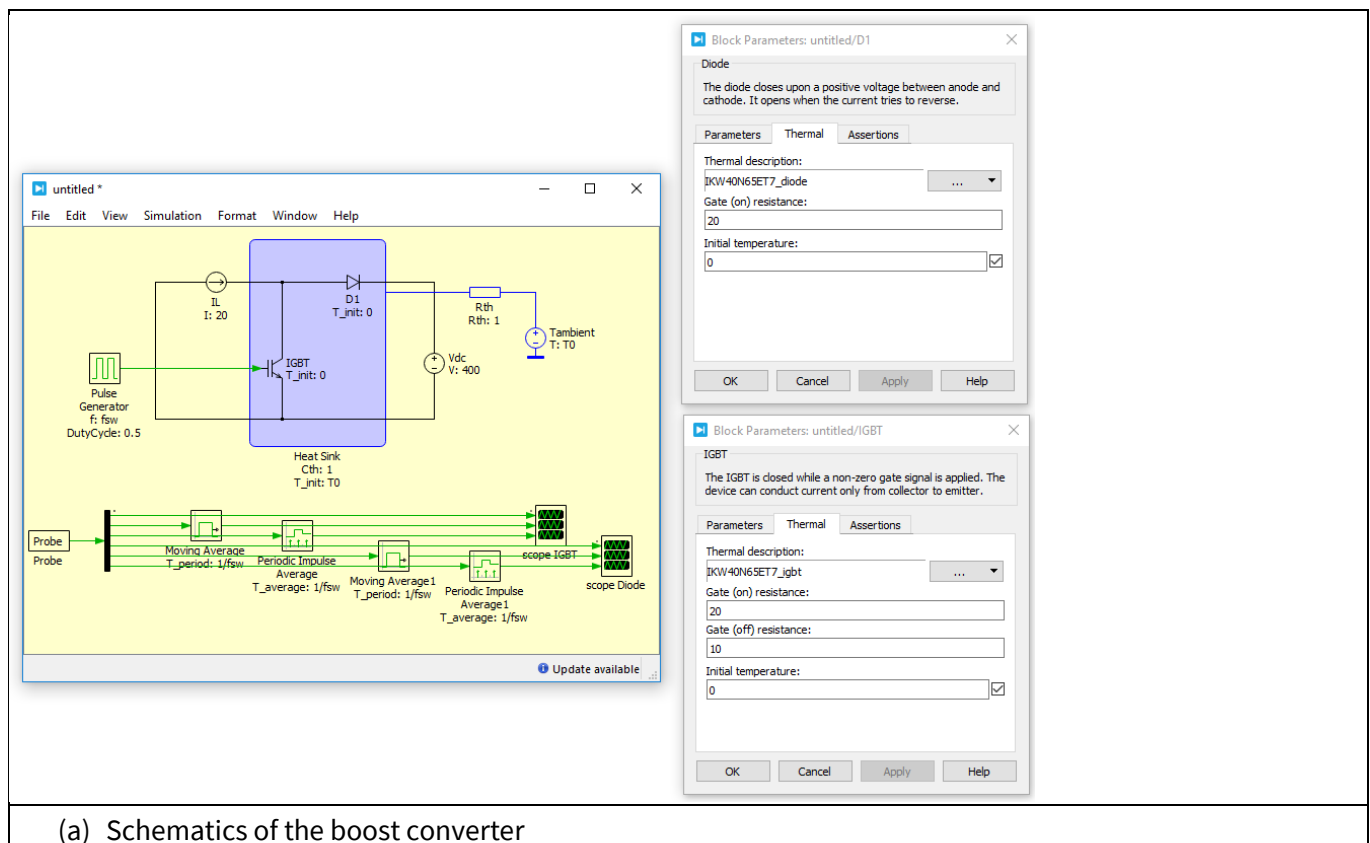 untitled *
File Edit View Simulation Format Window Help
IL
I: 20
D1
T_init: 0
Rth
Rth: 1
Tambient
T: T0
IGBT
T_init: 0
Vdc
V: 400
Pulse
Generator
f: fsw
DutyCycle: 0.5
Heat Sink
Cth: 1
T_init: T0
Probe
Probe
Moving Average
T_period: 1/fsw
Periodic Impulse
Average
T_average: 1/fsw
Moving Average1
T_period: 1/fsw
Periodic Impulse
Average1
T_average: 1/fsw
scope IGBT
scope Diode
Update available
Block Parameters: untitled/D1
Diode
The diode closes upon a positive voltage between anode and
cathode. It opens when the current tries to reverse.
Parameters Thermal Assertions
Thermal description:
IKW40N65ET7_diode ...
Gate (on) resistance:
20
Initial temperature:
0
OK Cancel Apply Help
Block Parameters: untitled/IGBT
IGBT
The IGBT is closed while a non-zero gate signal is applied. The
device can conduct current only from collector to emitter.
Parameters Thermal Assertions
Thermal description:
IKW40N65ET7_igbt ...
Gate (on) resistance:
20
Gate (off) resistance:
10
Initial temperature:
0
OK Cancel Apply Help
(a) Schematics of the boost converter